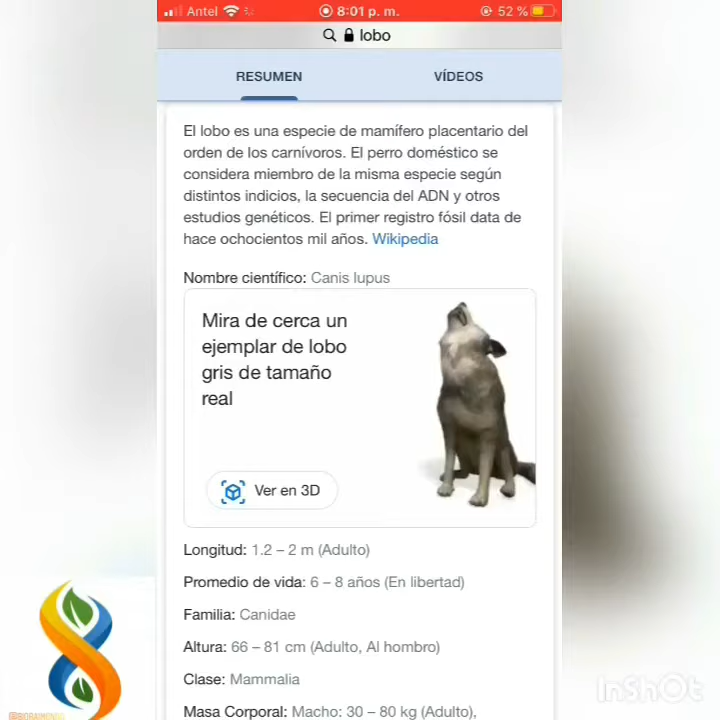 Antel 8:01 p. m. 52 %
lobo
RESUMEN VÍDEOS
El lobo es una especie de mamífero placentario del
orden de los carnívoros. El perro doméstico se
considera miembro de la misma especie según
distintos indicios, la secuencia del ADN y otros
estudios genéticos. El primer registro fósil data de
hace ochocientos mil años. Wikipedia
Nombre científico: Canis lupus
Mira de cerca un
ejemplar de lobo
gris de tamaño
real
Ver en 3D
Longitud: 1.2 – 2 m (Adulto)
Promedio de vida: 6 – 8 años (En libertad)
Familia: Canidae
Altura: 66 – 81 cm (Adulto, Al hombro)
Clase: Mammalia
Masa Corporal: Macho: 30 – 80 kg (Adulto),
InShOt